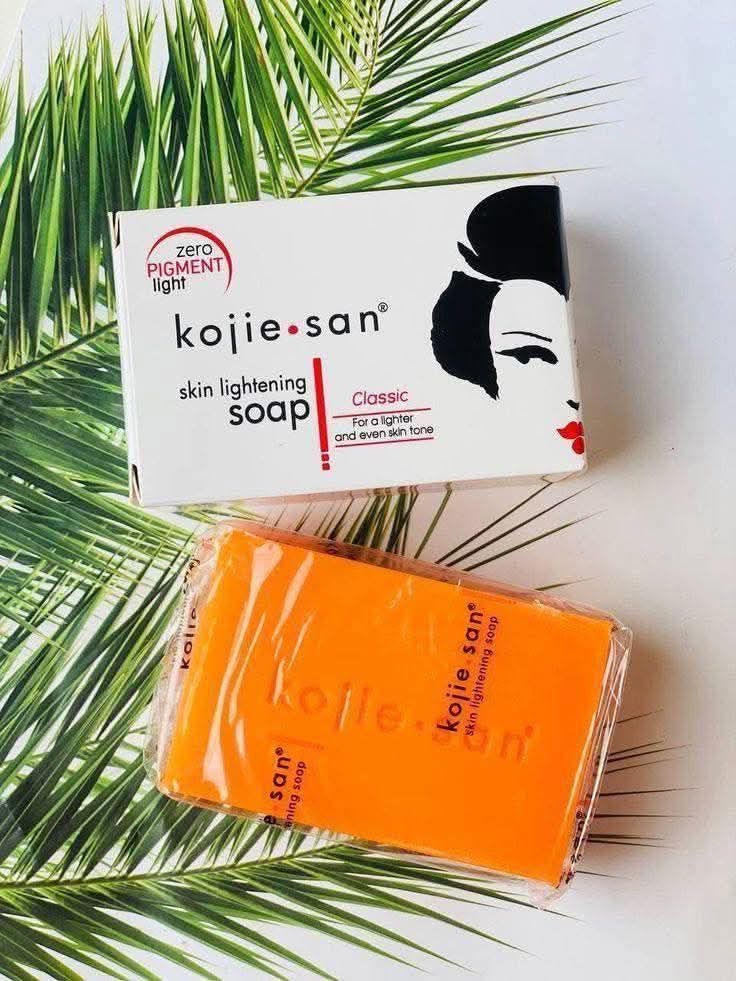 zero
PIGMENT
light
kojie•san®
skin lightening
soap
Classic
For a lighter
and even skin tone
kojie
kojie•san®
skin lightening soap
kojie•san
e•san®
ening soap